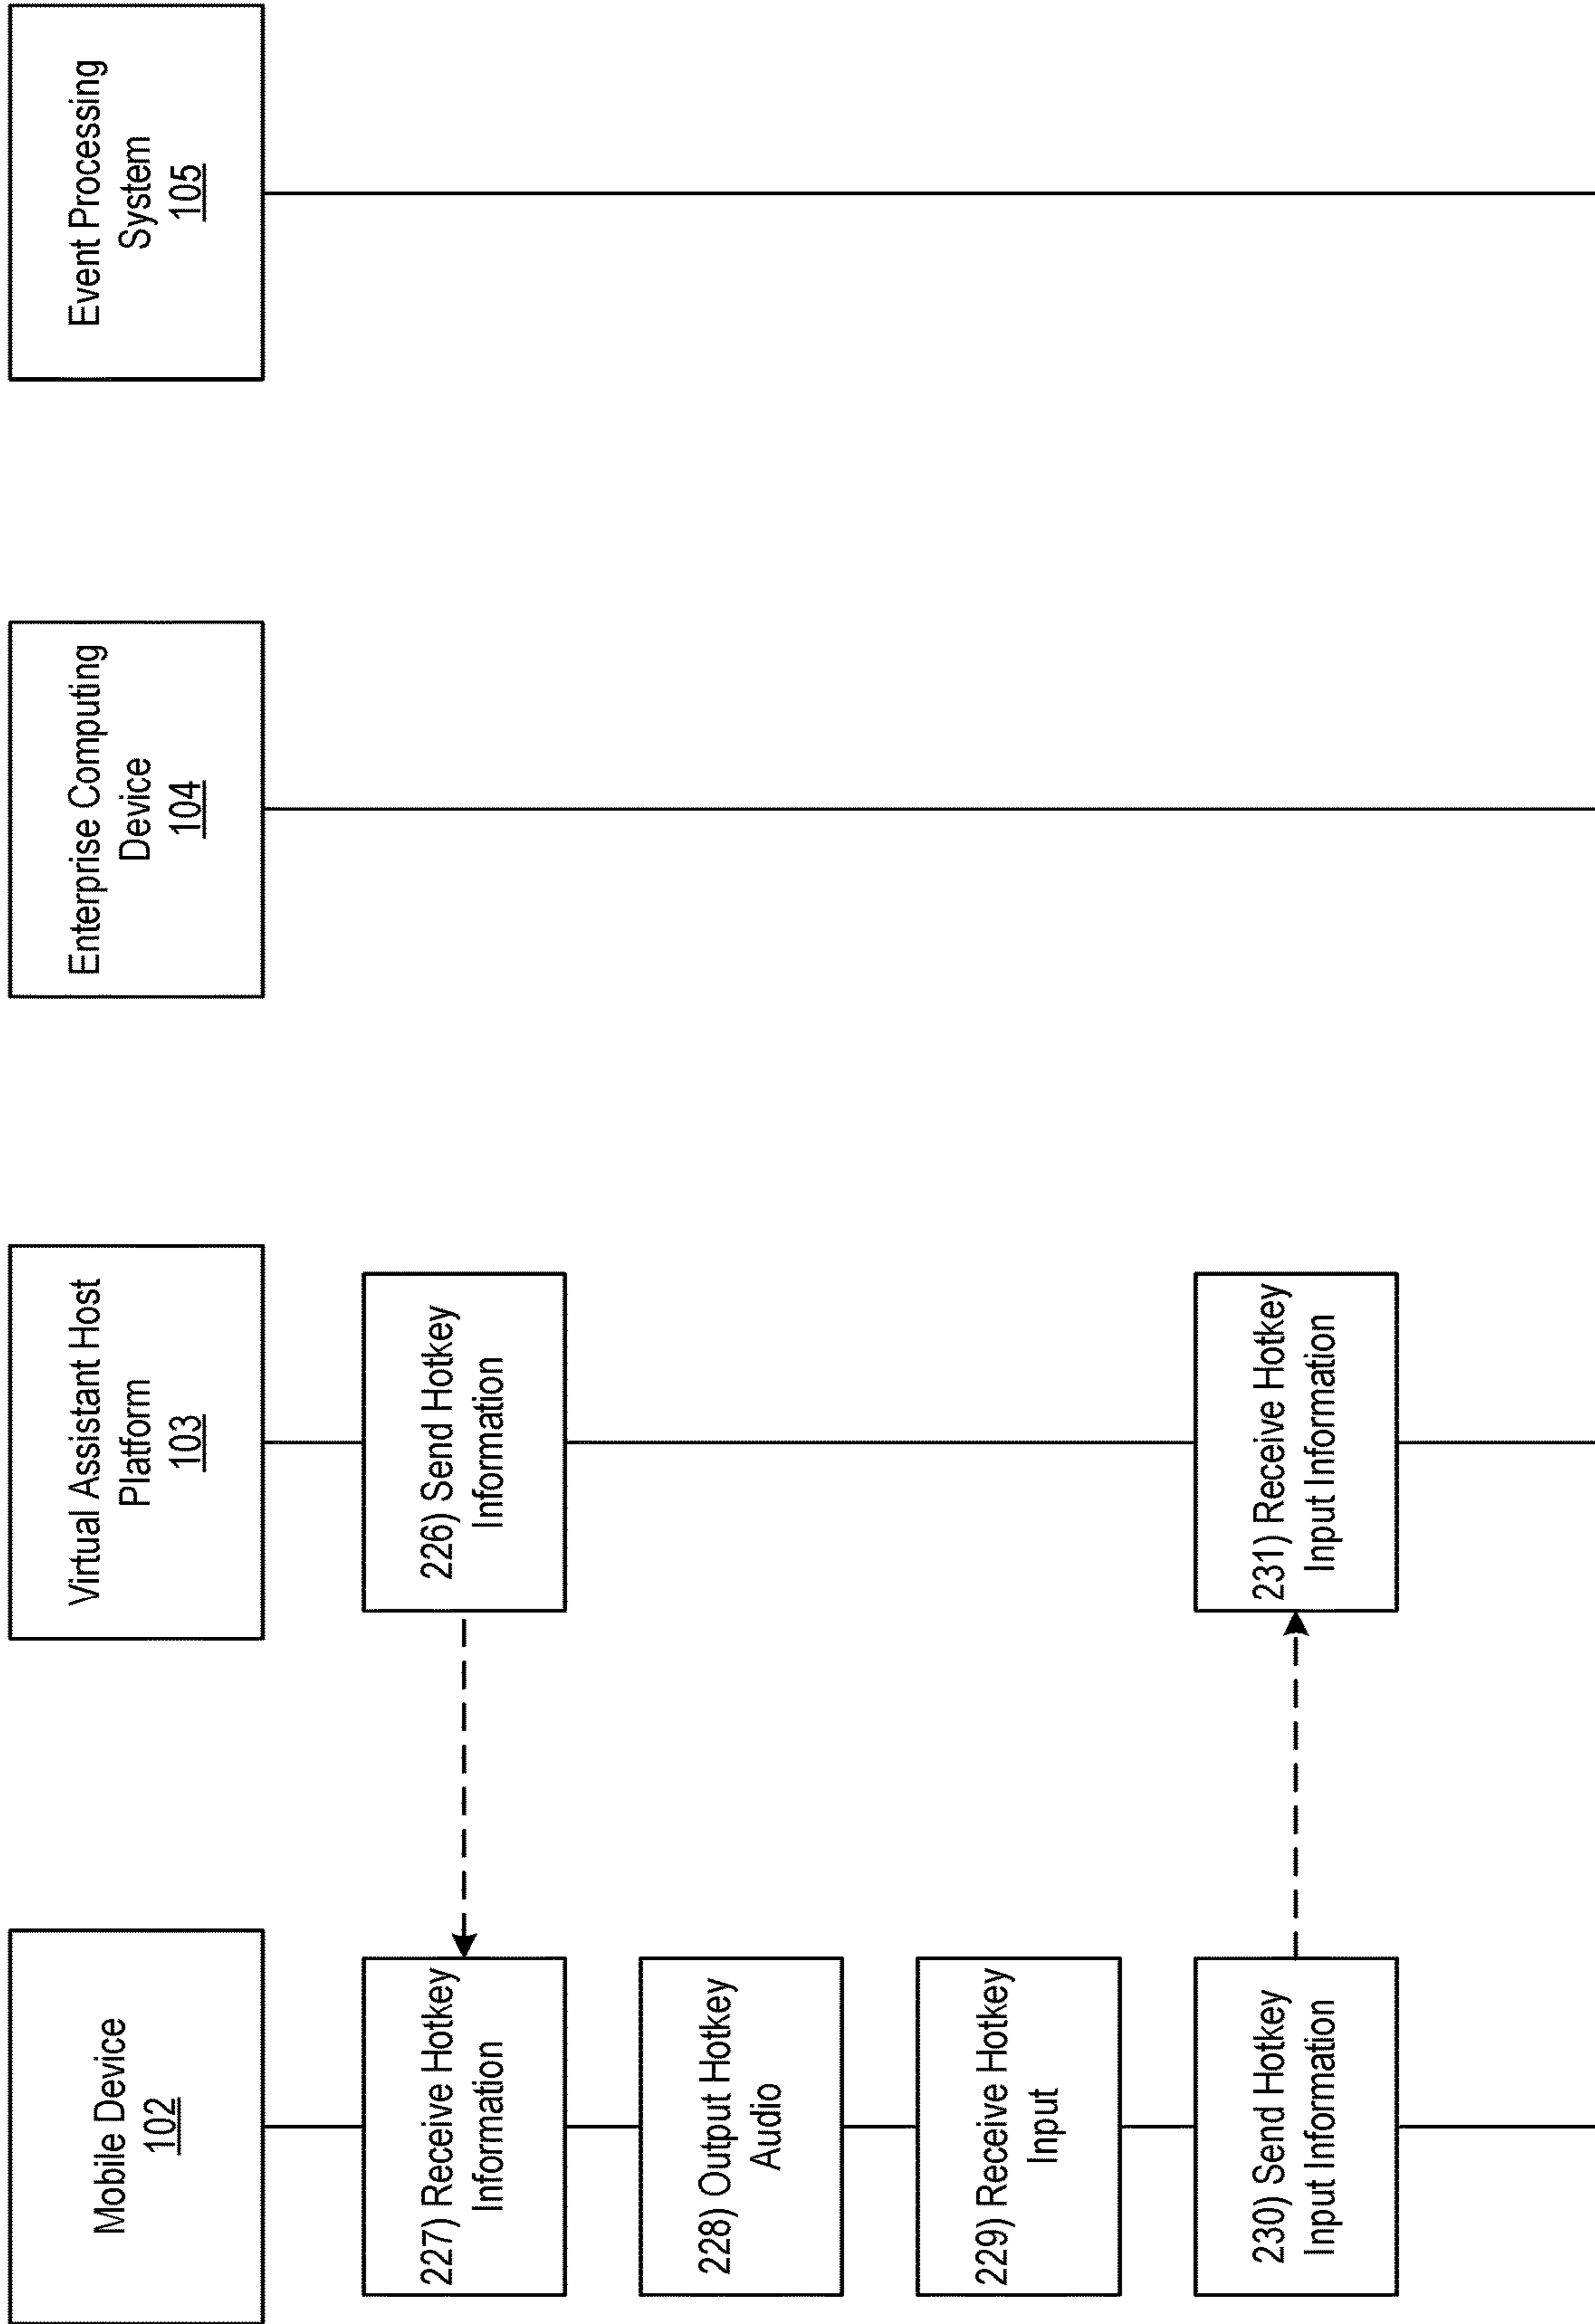 Mobile Device
102
Virtual Assistant Host
Platform
103
Enterprise Computing
Device
104
Event Processing
System
105
226) Send Hotkey
Information
227) Receive Hotkey
Information
228) Output Hotkey
Audio
229) Receive Hotkey
Input
230) Send Hotkey
Input Information
231) Receive Hotkey
Input Information